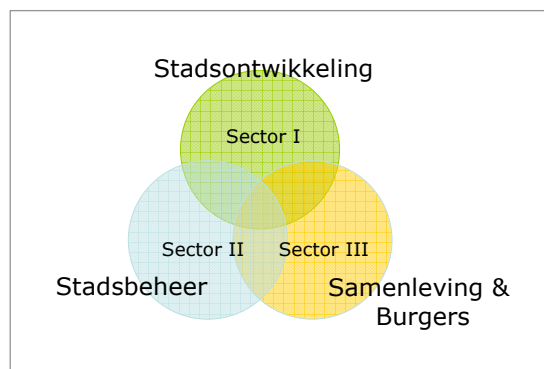 Stadsontwikkeling
Sector I
Sector II
Sector III
Stadsbeheer
Samenleving &
Burgers